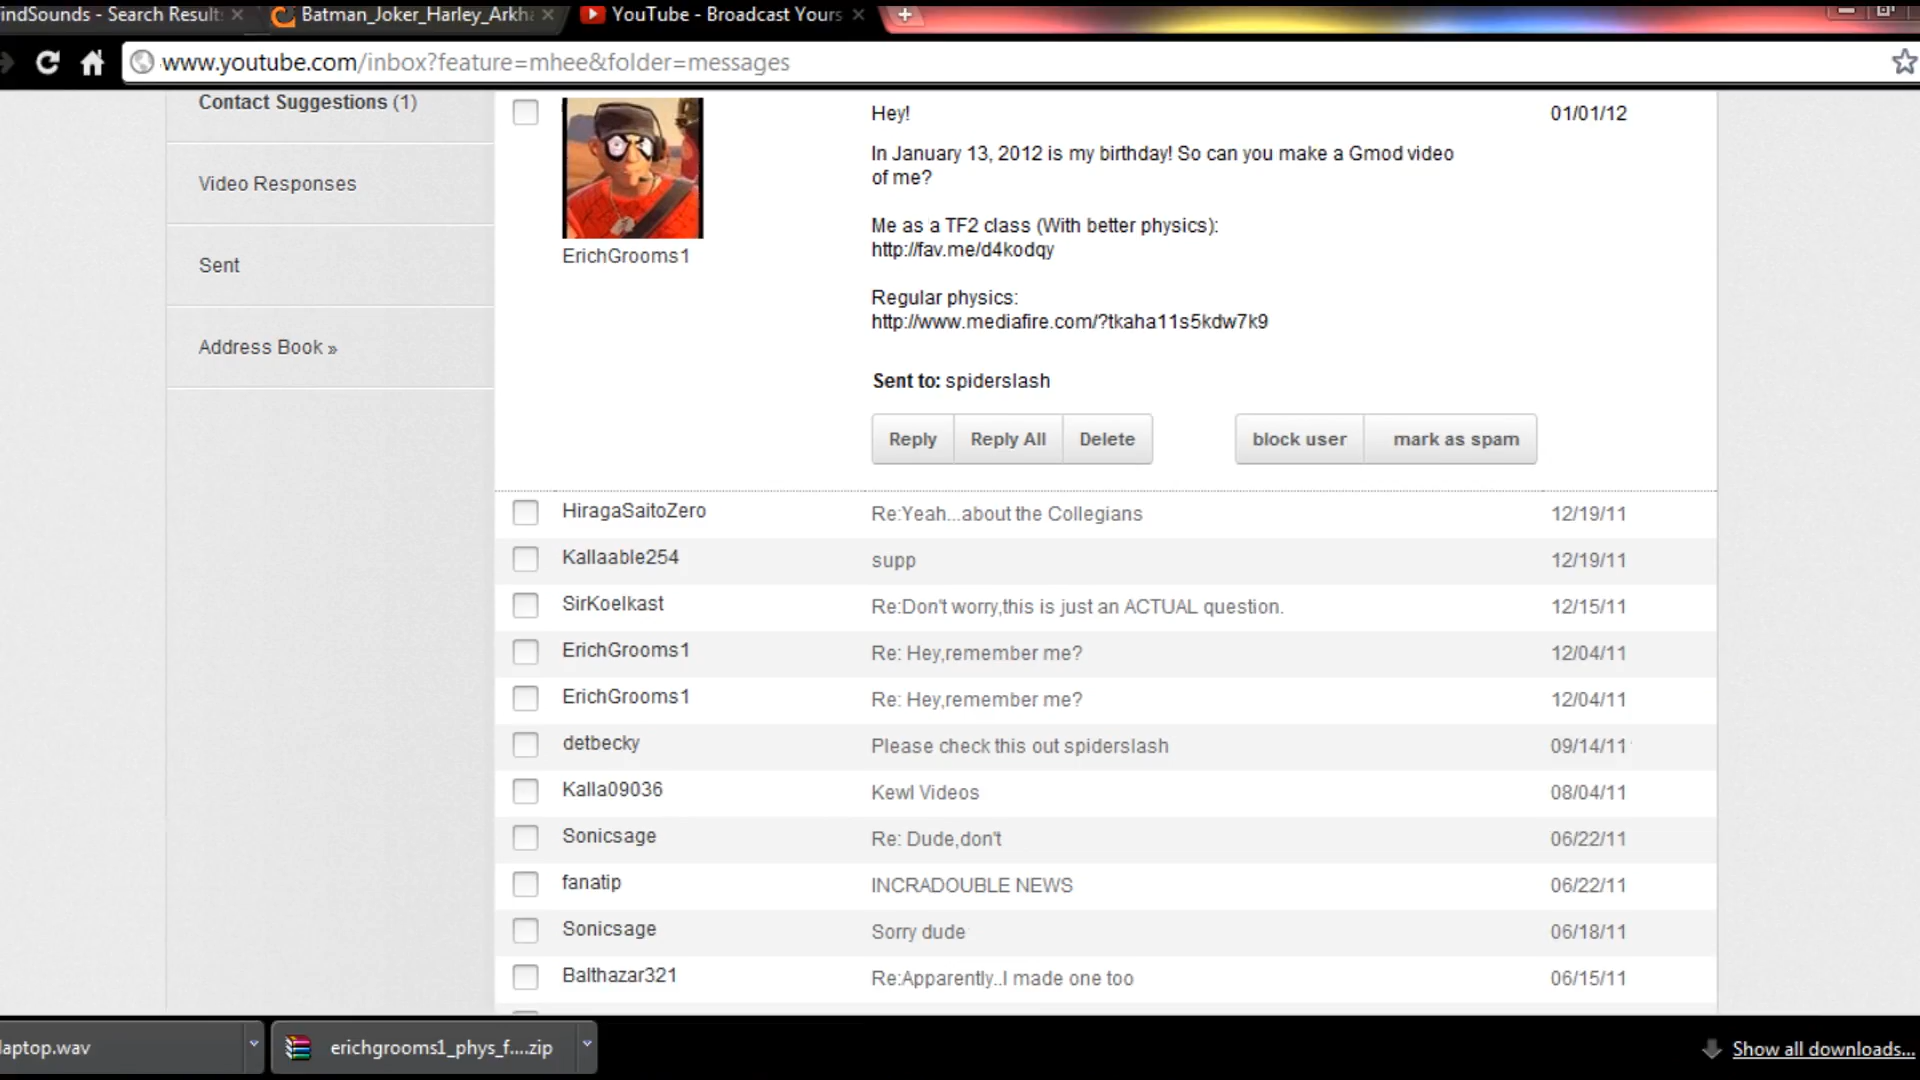 indSounds - Search Result:
Batman_Joker_Harley_Arkh
YouTube - Broadcast Yours
www.youtube.com/inbox?feature=mhee&folder=messages
Contact Suggestions (1)
Video Responses
Sent
Address Book »
ErichGrooms1
Hey!
01/01/12
In January 13, 2012 is my birthday! So can you make a Gmod video
of me?
Me as a TF2 class (With better physics):
http://fav.me/d4kodqy
Regular physics:
http://www.mediafire.com/?tkaha11s5kdw7k9
Sent to: spiderslash
Reply Reply All Delete block user mark as spam
HiragaSaitoZero Re:Yeah...about the Collegians 12/19/11
Kallaable254 supp 12/19/11
SirKoelkast Re:Don't worry,this is just an ACTUAL question. 12/15/11
ErichGrooms1 Re: Hey,remember me? 12/04/11
ErichGrooms1 Re: Hey,remember me? 12/04/11
detbecky Please check this out spiderslash 09/14/11
Kalla09036 Kewl Videos 08/04/11
Sonicsage Re: Dude,don't 06/22/11
fanatip INCRADOUBLE NEWS 06/22/11
Sonicsage Sorry dude 06/18/11
Balthazar321 Re:Apparently..I made one too 06/15/11
laptop.wav
erichgrooms1_phys_f....zip
Show all downloads...